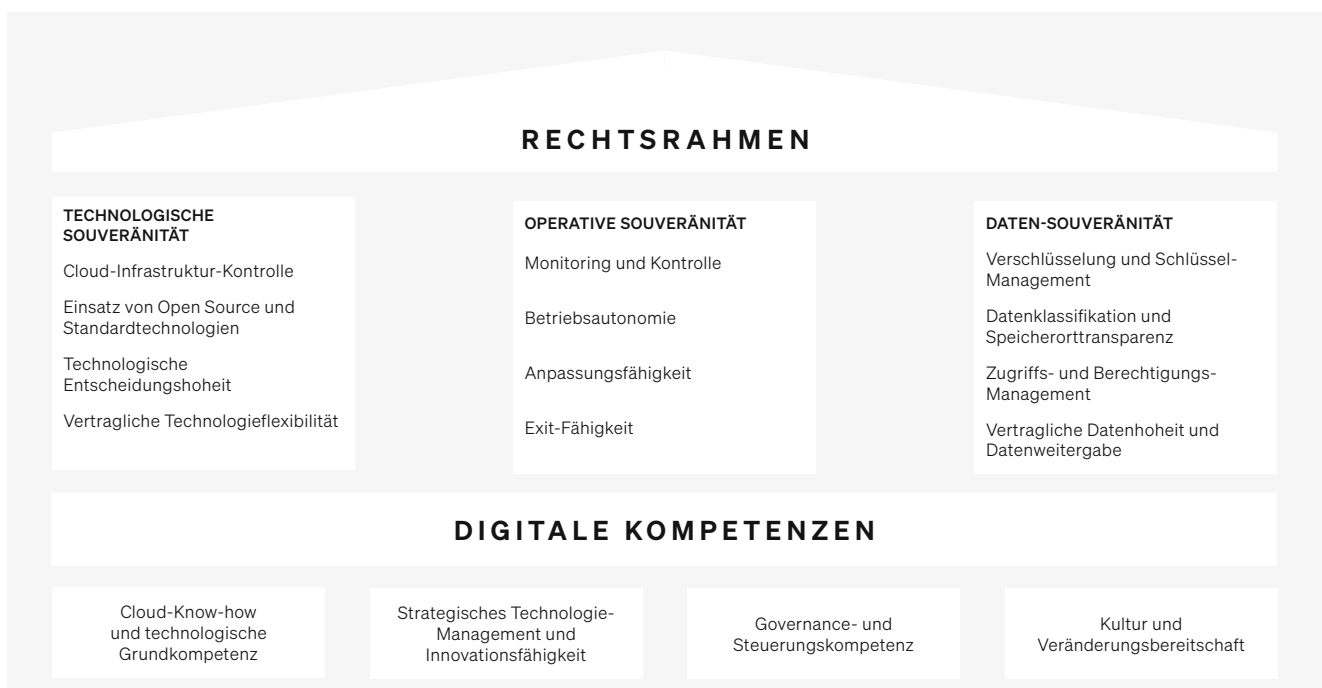 RECHTSRAHMEN
TECHNOLOGISCHE
SOUVERÄNITÄT
Cloud-Infrastruktur-Kontrolle
Einsatz von Open Source und
Standardtechnologien
Technologische
Entscheidungshoheit
Vertragliche Technologieflexibilität
OPERATIVE SOUVERÄNITÄT
Monitoring und Kontrolle
Betriebsautonomie
Anpassungsfähigkeit
Exit-Fähigkeit
DATEN-SOUVERÄNITÄT
Verschlüsselung und Schlüssel-
Management
Datenklassifikation und
Speicherorttransparenz
Zugriffs- und Berechtigungs-
Management
Vertragliche Datenhoheit und
Datenweitergabe
DIGITALE KOMPETENZEN
Cloud-Know-how
und technologische
Grundkompetenz
Strategisches Technologie-
Management und
Innovationsfähigkeit
Governance- und
Steuerungskompetenz
Kultur und
Veränderungsbereitschaft